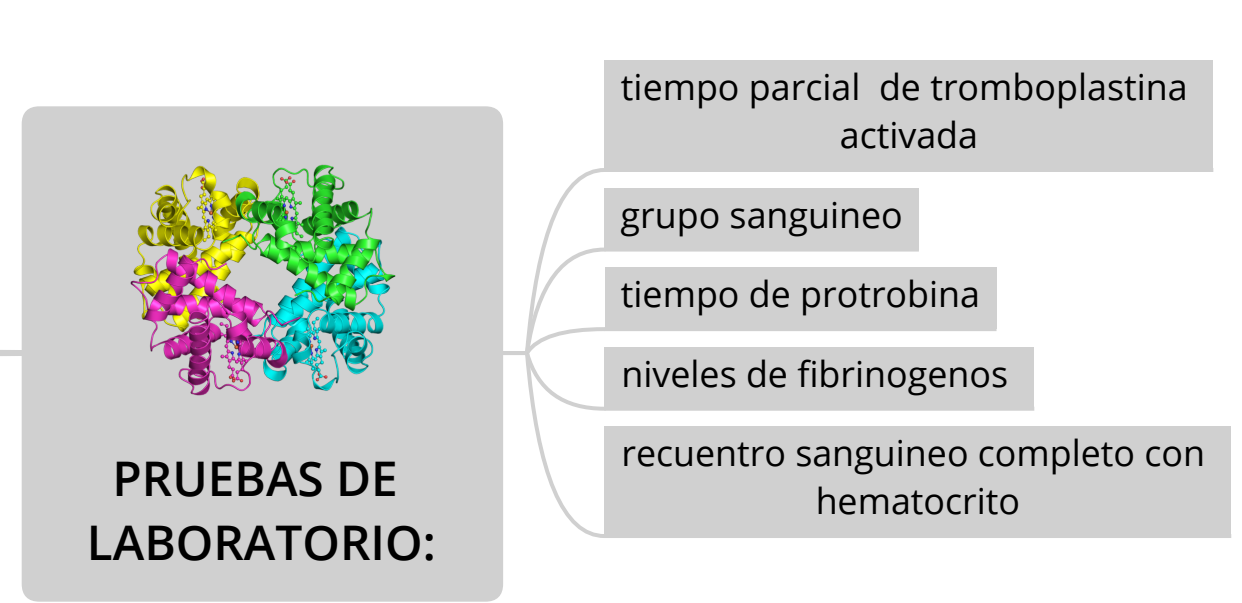 PRUEBAS DE
LABORATORIO:
tiempo parcial  de tromboplastina
activada
grupo sanguineo
tiempo de protrobina
niveles de fibrinogenos
recuentro sanguineo completo con
hematocrito